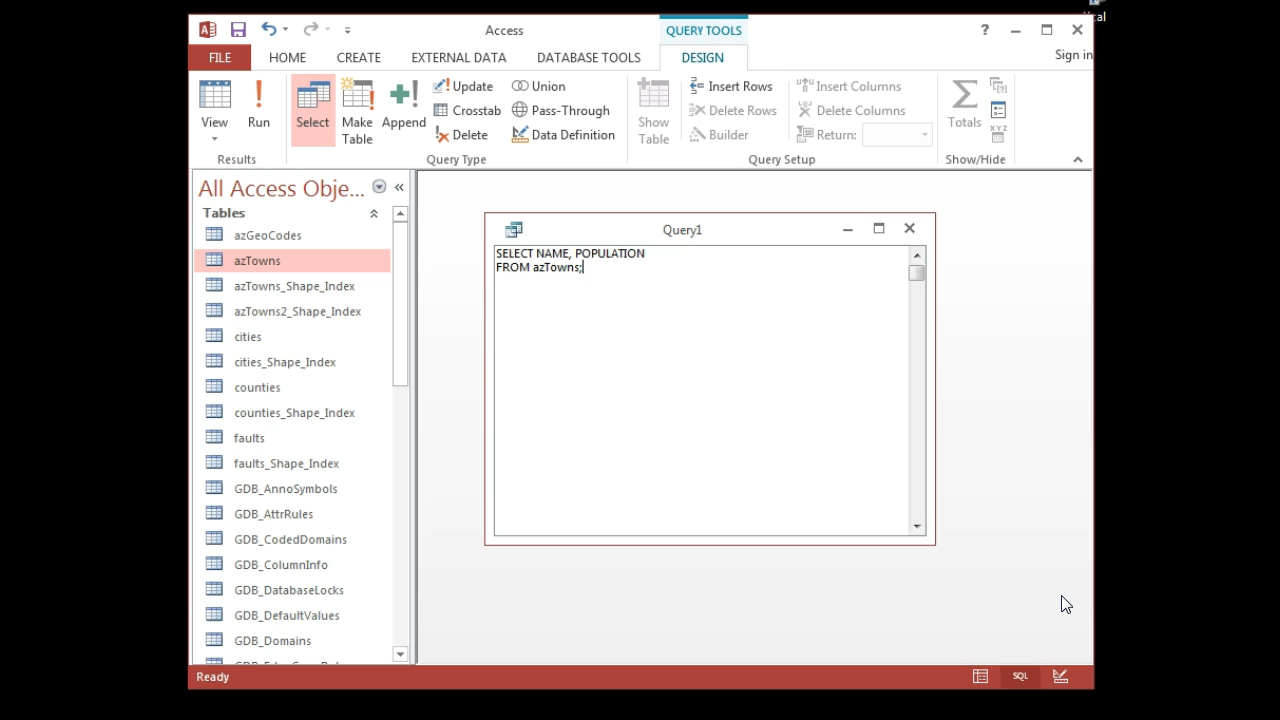 Access
QUERY TOOLS
?
Sign in
FILE
HOME
CREATE
EXTERNAL DATA
DATABASE TOOLS
DESIGN
View
Run
Select
Make Table
Append
Update
Crosstab
Delete
Union
Pass-Through
Data Definition
Show Table
Insert Rows
Delete Rows
Builder
Insert Columns
Delete Columns
Return:
Totals
XYZ
Results
Query Type
Query Setup
Show/Hide
All Access Obje...
Tables
azGeoCodes
azTowns
azTowns_Shape_Index
azTowns2_Shape_Index
cities
cities_Shape_Index
counties
counties_Shape_Index
faults
faults_Shape_Index
GDB_AnnoSymbols
GDB_AttrRules
GDB_CodedDomains
GDB_ColumnInfo
GDB_DatabaseLocks
GDB_DefaultValues
GDB_Domains
Query1
SELECT NAME, POPULATION
FROM azTowns;
Ready
SQL